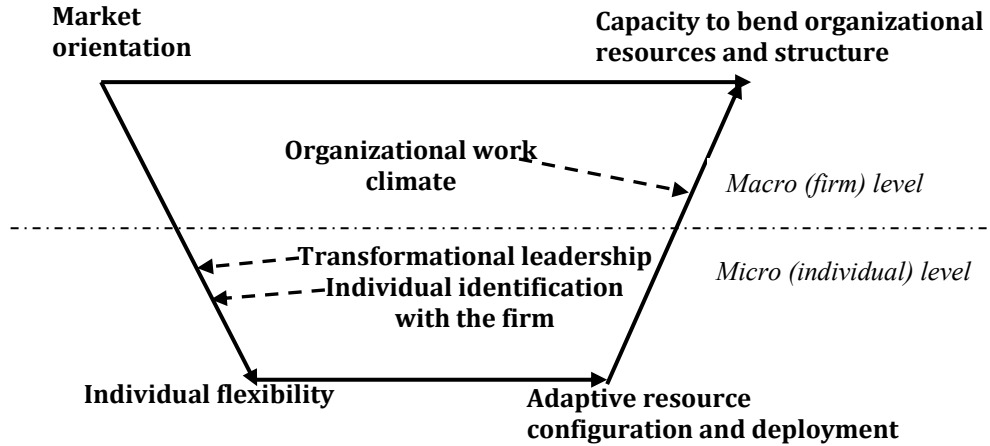 Market
orientation
Capacity to bend organizational
resources and structure
Organizational work
climate
Macro (firm) level
Transformational leadership
Micro (individual) level
Individual identification
with the firm
Individual flexibility
Adaptive resource
configuration and deployment